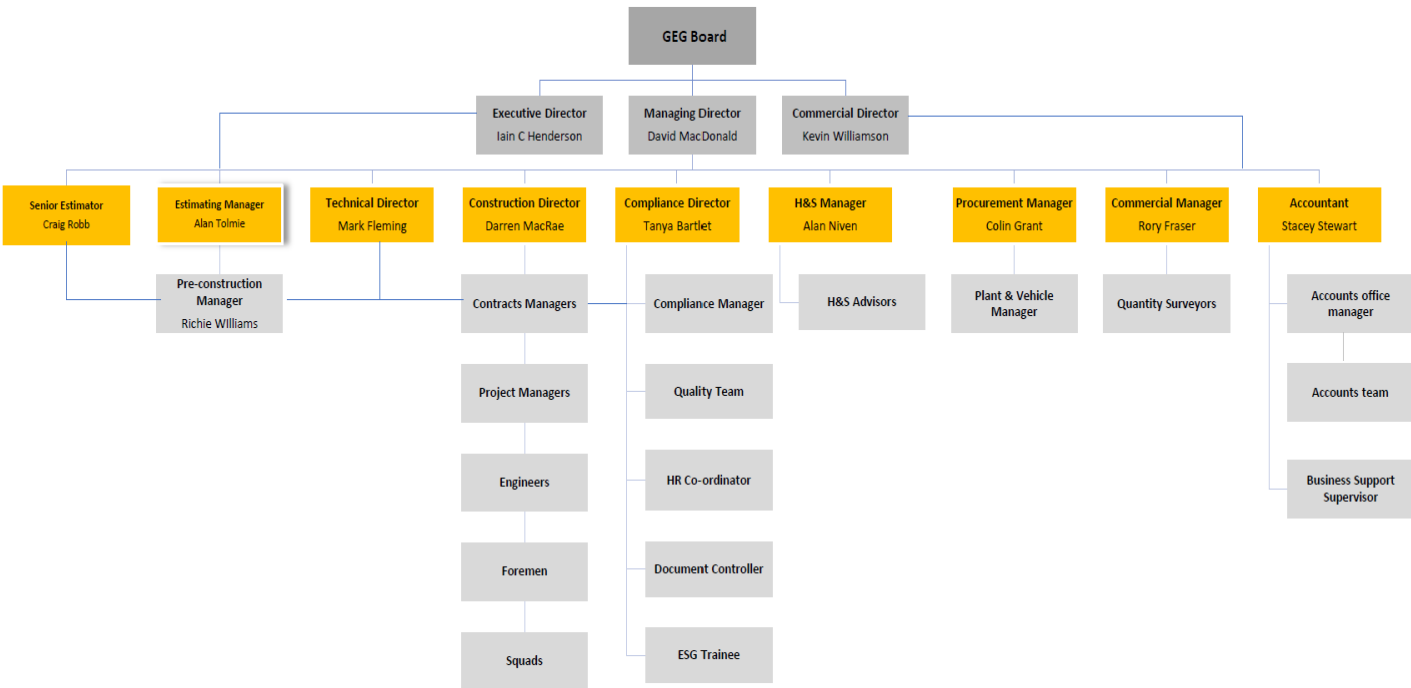 GEG Board
Executive Director
Iain C Henderson
Managing Director
David MacDonald
Commercial Director
Kevin Williamson
Senior Estimator
Craig Robb
Estimating Manager
Alan Tolmie
Technical Director
Mark Fleming
Construction Director
Darren MacRae
Compliance Director
Tanya Bartlet
H&S Manager
Alan Niven
Procurement Manager
Colin Grant
Commercial Manager
Rory Fraser
Accountant
Stacey Stewart
Pre-construction
Manager
Richie WIlliams
Contracts Managers
Compliance Manager
H&S Advisors
Plant & Vehicle
Manager
Quantity Surveyors
Accounts office
manager
Project Managers
Quality Team
Accounts team
Engineers
HR Co-ordinator
Business Support
Supervisor
Foremen
Document Controller
Squads
ESG Trainee